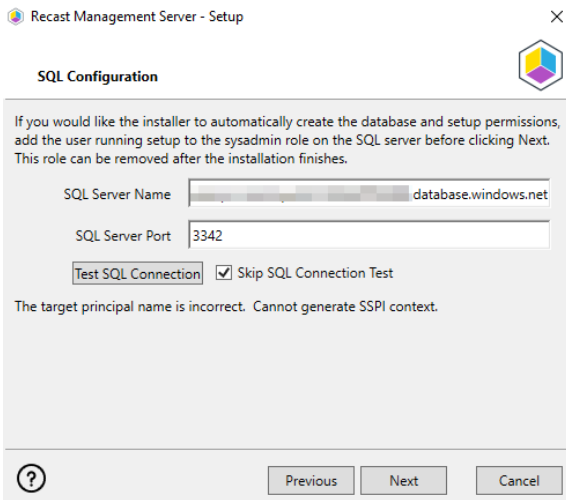 Recast Management Server - Setup
SQL Configuration
If you would like the installer to automatically create the database and setup permissions,
add the user running setup to the sysadmin role on the SQL server before clicking Next.
This role can be removed after the installation finishes.
SQL Server Name database.windows.net
SQL Server Port 3342
Test SQL Connection Skip SQL Connection Test
The target principal name is incorrect. Cannot generate SSPI context.
? Previous Next Cancel